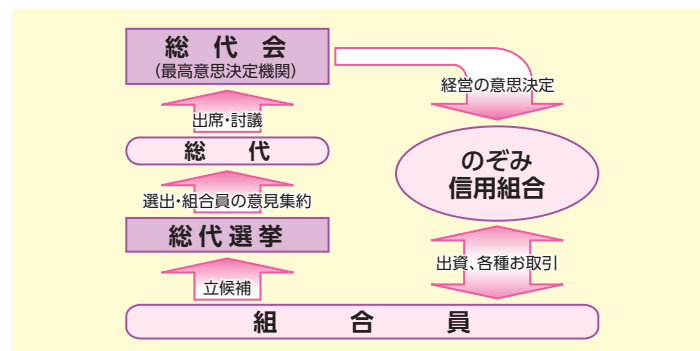 総代会
(最高意思決定機関)
経営の意思決定
出席・討議
総代
のぞみ
信用組合
選出・組合員の意見集約
総代選挙
出資、各種お取引
立候補
組合員